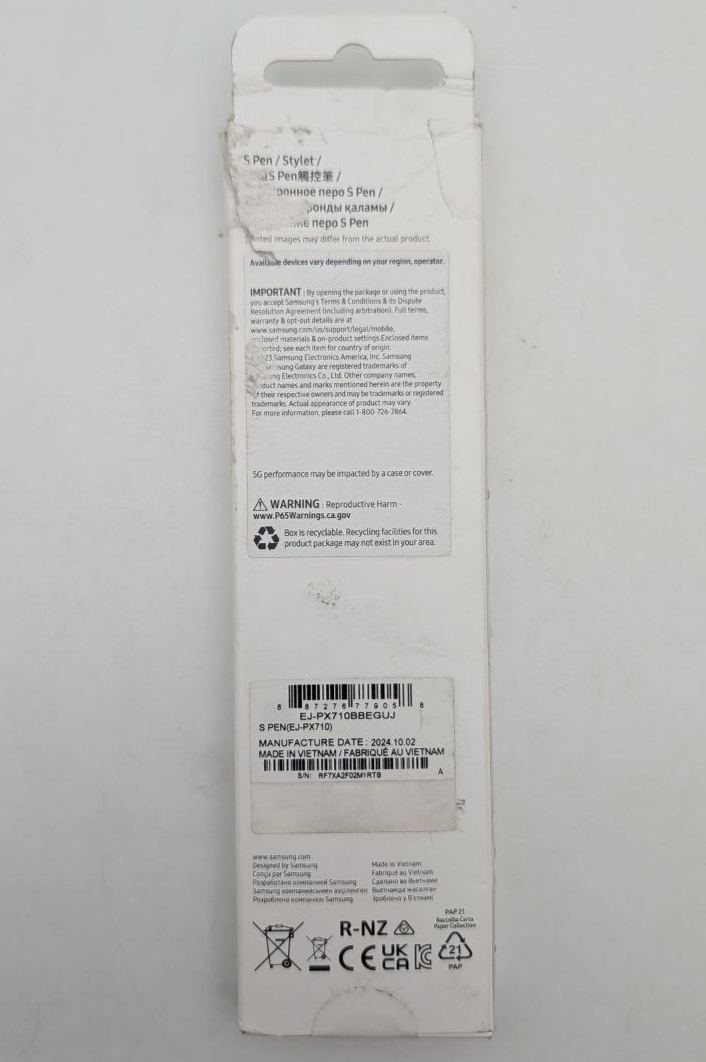 S Pen / Stylet /
S Pen觸控筆 /
перо S Pen /
қаламы /
перо S Pen
images may differ from the actual product.
Available devices vary depending on your region, operator.
IMPORTANT : By opening the package or using the product,
you accept Samsung's Terms & Conditions & its Dispute
Resolution Agreement (including arbitration). Full terms,
warranty & opt-out details are at
www.samsung.com/us/support/legal/mobile,
materials & on-product settings.Enclosed items
see each item for country of origin.
Samsung Electronics America, Inc. Samsung
Samsung Galaxy are registered trademarks of
Electronics Co., Ltd. Other company names,
product names and marks mentioned herein are the property
of their respective owners and may be trademarks or registered
trademarks. Actual appearance of product may vary.
For more information, please call 1-800-726-7864.
5G performance may be impacted by a case or cover.
WARNING : Reproductive Harm -
www.P65Warnings.ca.gov
Box is recyclable. Recycling facilities for this
product package may not exist in your area.
8 87276 77905 8
EJ-PX710BBEGUJ
S PEN(EJ-PX710)
MANUFACTURE DATE : 2024.10.02
MADE IN VIETNAM / FABRIQUÉ AU VIETNAM
S/N: RF7XA2F02M1RTB
A
www.samsung.com
Designed by Samsung
Conçu par Samsung
Разработано компанией Samsung
Samsung компаниясымен әзірленген
Розроблено компанією Samsung
Made in Vietnam
Fabriqué au Vietnam
Сделано во Вьетнаме
Вьетнамда жасалған
Зроблено у В'єтнамі
PAP 21
Raccolta Carta
Paper Collection
R-NZ
CE UK CA
21
PAP